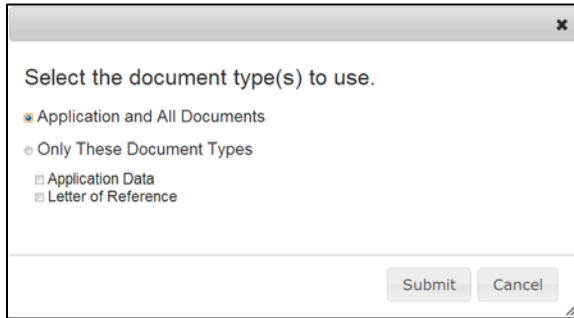 Select the document type(s) to use.
Application and All Documents
Only These Document Types
Application Data
Letter of Reference
Submit Cancel